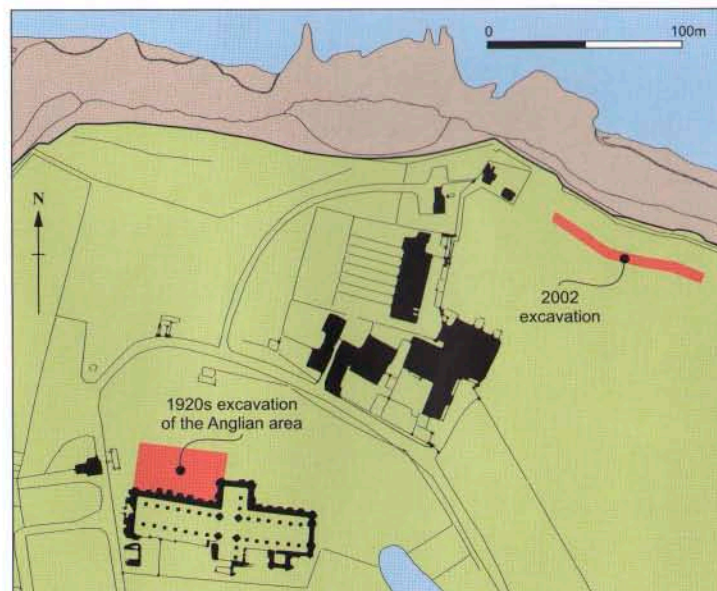 0 100m
N
2002
excavation
1920s excavation
of the Anglian area